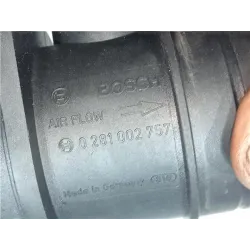 BOSCH
AIR FLOW
0 281 002 757
Made in Germany